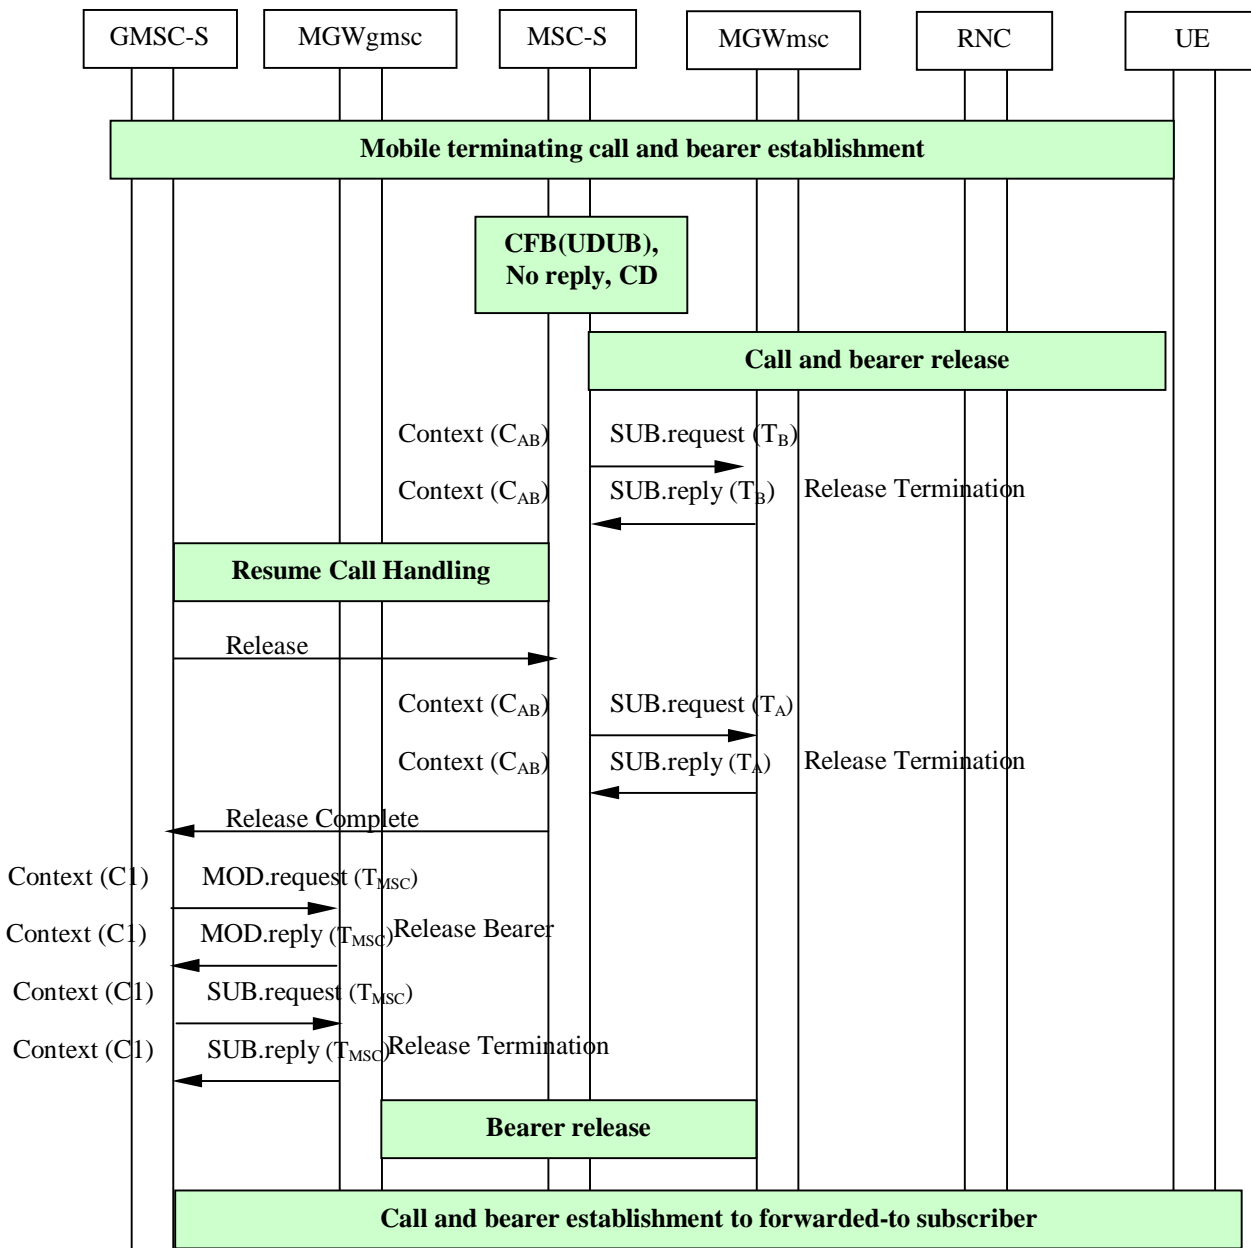 GMSC-S MGWgmsc MSC-S MGWmsc RNC UE
Mobile terminating call and bearer establishment
CFB(UDUB),
No reply, CD
Call and bearer release
Context (CAB) SUB.request (TB)
Context (CAB) SUB.reply (TB) Release Termination
Resume Call Handling
Release
Context (CAB) SUB.request (TA)
Context (CAB) SUB.reply (TA) Release Termination
Release Complete
Context (C1) MOD.request (TMSC)
Context (C1) MOD.reply (TMSC) Release Bearer
Context (C1) SUB.request (TMSC)
Context (C1) SUB.reply (TMSC) Release Termination
Bearer release
Call and bearer establishment to forwarded-to subscriber